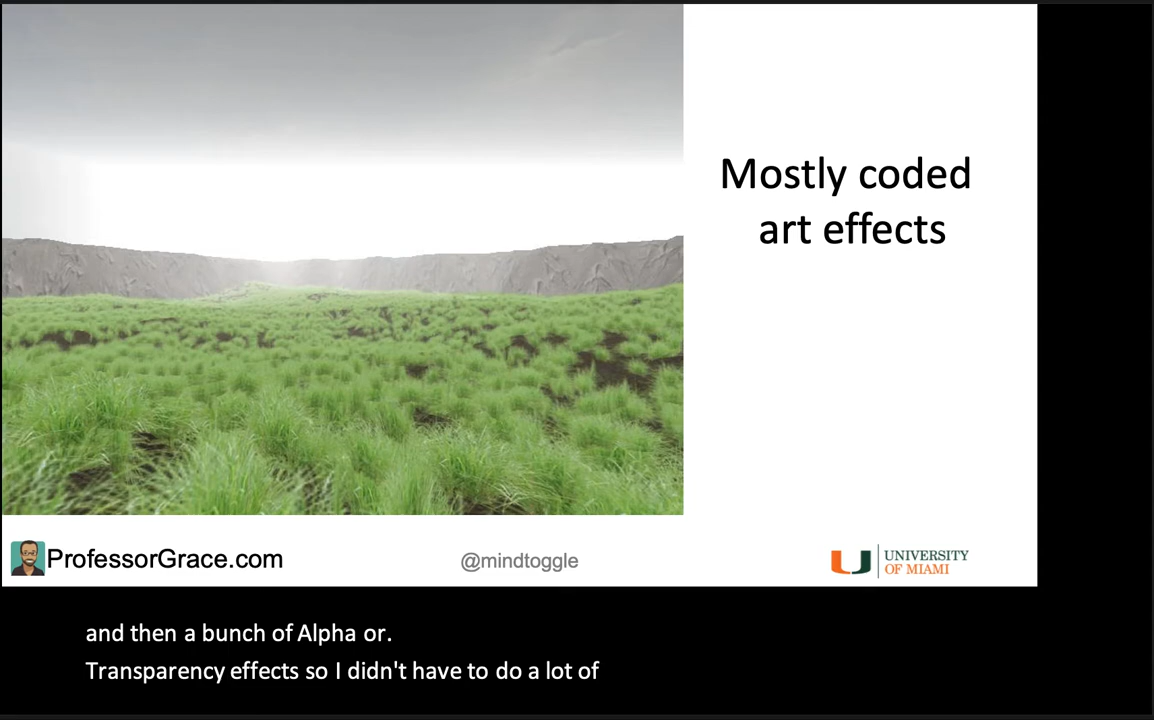 Mostly coded
art effects
ProfessorGrace.com
@mindtoggle
UNIVERSITY
OF MIAMI
and then a bunch of Alpha or.
Transparency effects so I didn't have to do a lot of